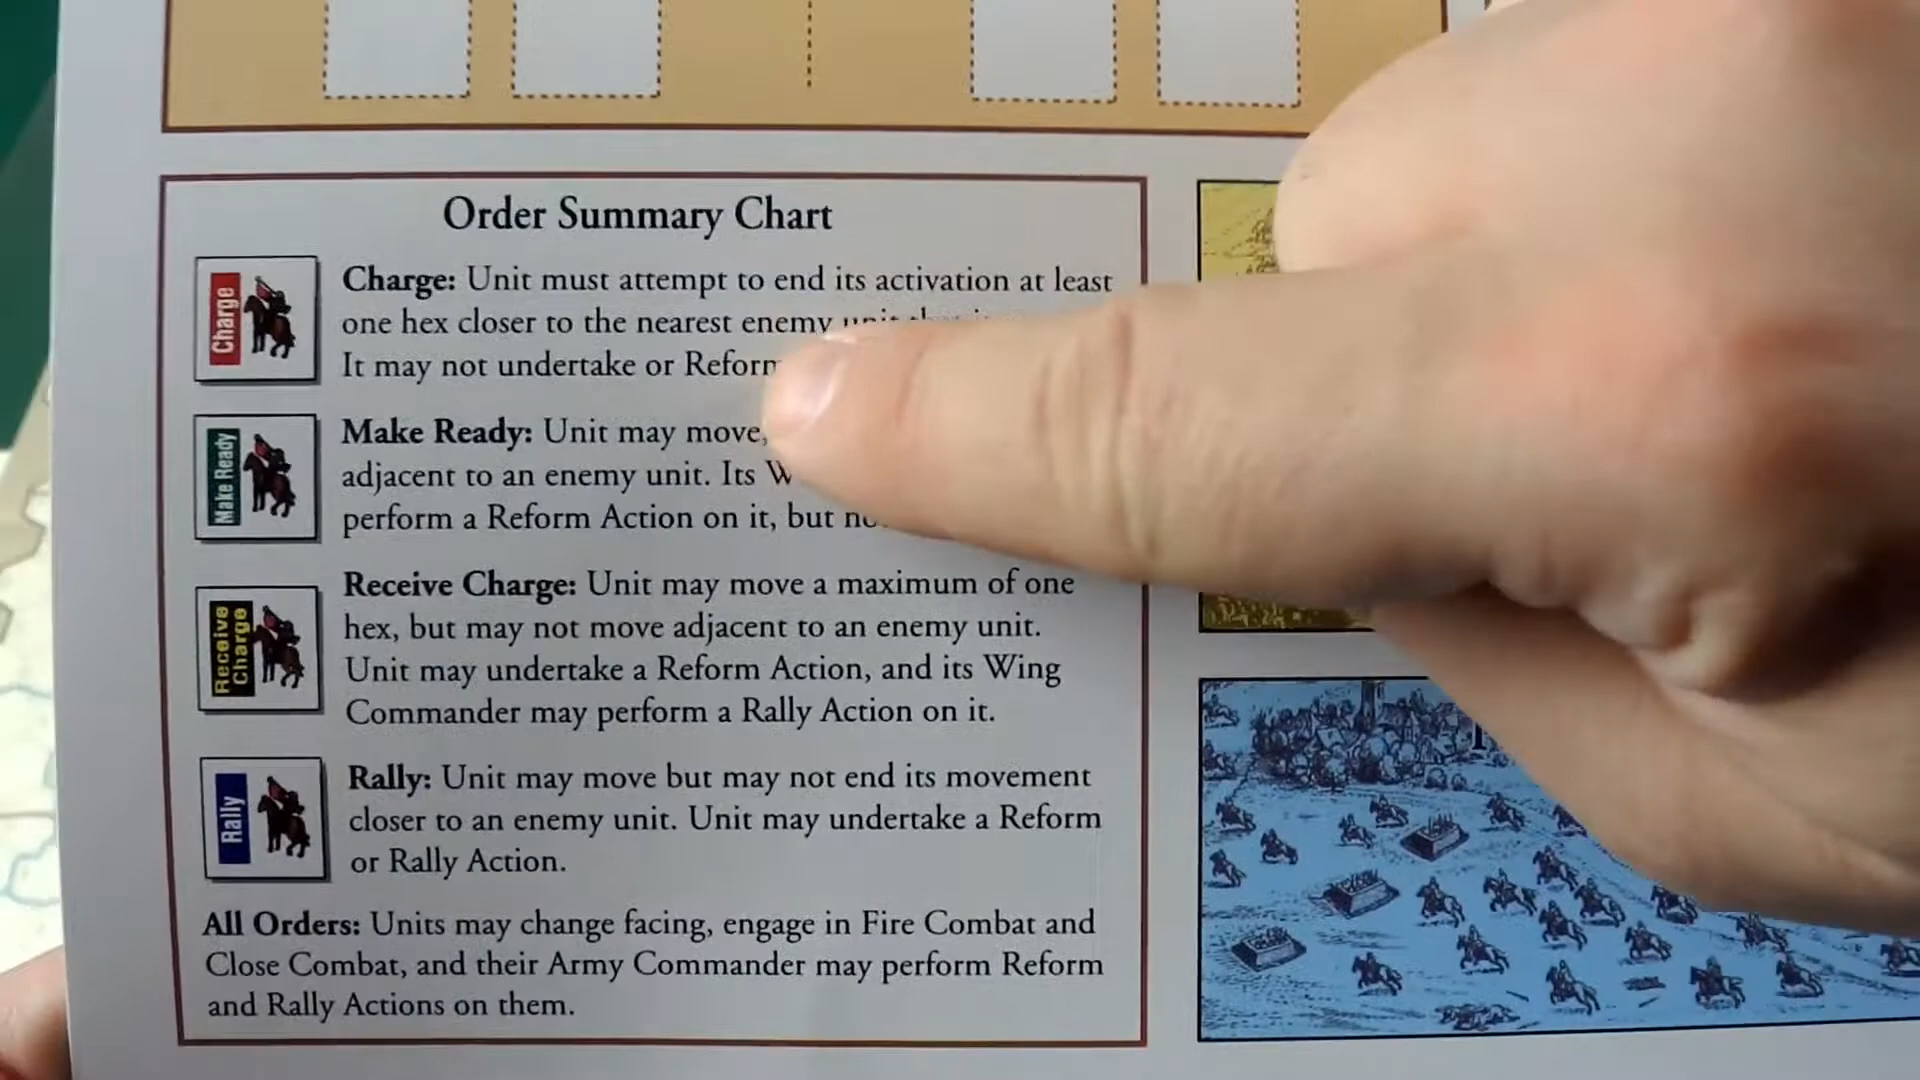 Order Summary Chart
Charge
Charge: Unit must attempt to end its activation at least
one hex closer to the nearest enemy
It may not undertake or
Make Ready
Make Ready: Unit may move,
adjacent to an enemy unit. Its
perform a Reform Action on it, but
Receive
Charge
Receive Charge: Unit may move a maximum of one
hex, but may not move adjacent to an enemy unit.
Unit may undertake a Reform Action, and its Wing
Commander may perform a Rally Action on it.
Rally
Rally: Unit may move but may not end its movement
closer to an enemy unit. Unit may undertake a Reform
or Rally Action.
All Orders: Units may change facing, engage in Fire Combat and
Close Combat, and their Army Commander may perform Reform
and Rally Actions on them.